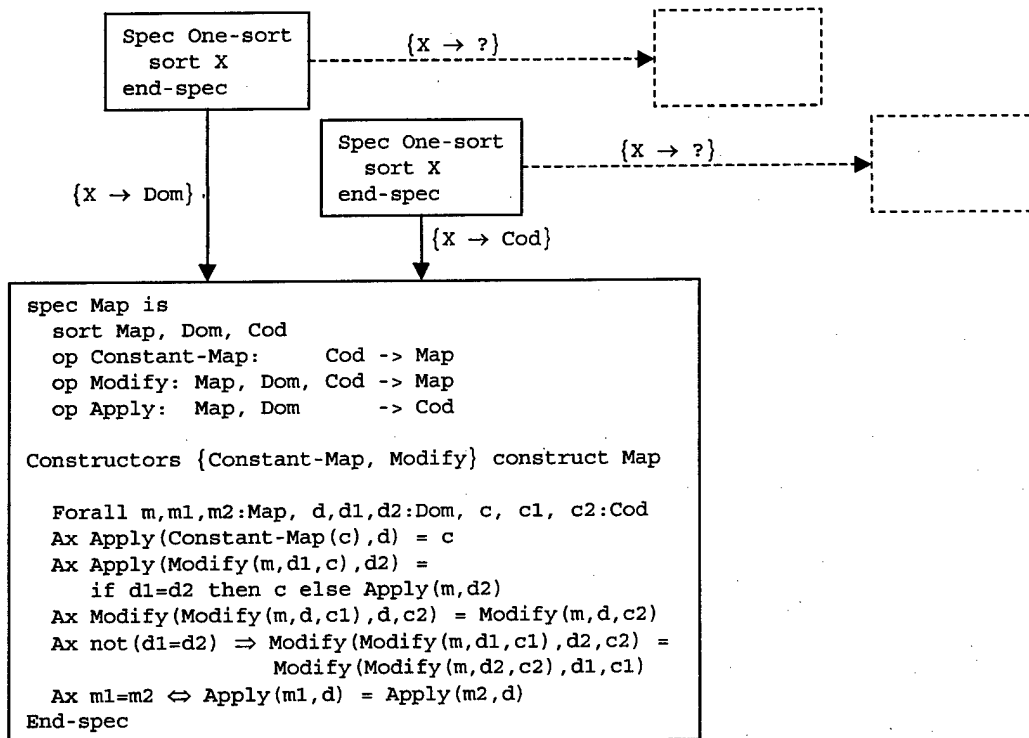 Spec One-sort
sort X
end-spec
{X → ?}
Spec One-sort
sort X
end-spec
{X → ?}
{X → Dom}
{X → Cod}
spec Map is
sort Map, Dom, Cod
op Constant-Map: Cod -> Map
op Modify: Map, Dom, Cod -> Map
op Apply: Map, Dom -> Cod
Constructors {Constant-Map, Modify} construct Map
Forall m,m1,m2:Map, d,d1,d2:Dom, c, c1, c2:Cod
Ax Apply(Constant-Map(c),d) = c
Ax Apply(Modify(m,d1,c),d2) =
if d1=d2 then c else Apply(m,d2)
Ax Modify(Modify(m,d,c1),d,c2) = Modify(m,d,c2)
Ax not(d1=d2) ⇒ Modify(Modify(m,d1,c1),d2,c2) =
Modify(Modify(m,d2,c2),d1,c1)
Ax m1=m2 ⇔ Apply(m1,d) = Apply(m2,d)
End-spec